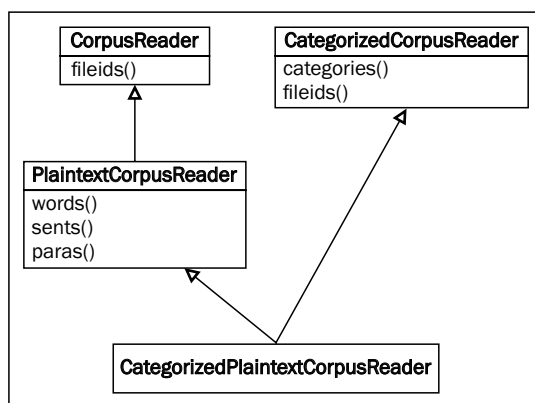 CorpusReader
fileids()
CategorizedCorpusReader
categories()
fileids()
PlaintextCorpusReader
words()
sents()
paras()
CategorizedPlaintextCorpusReader